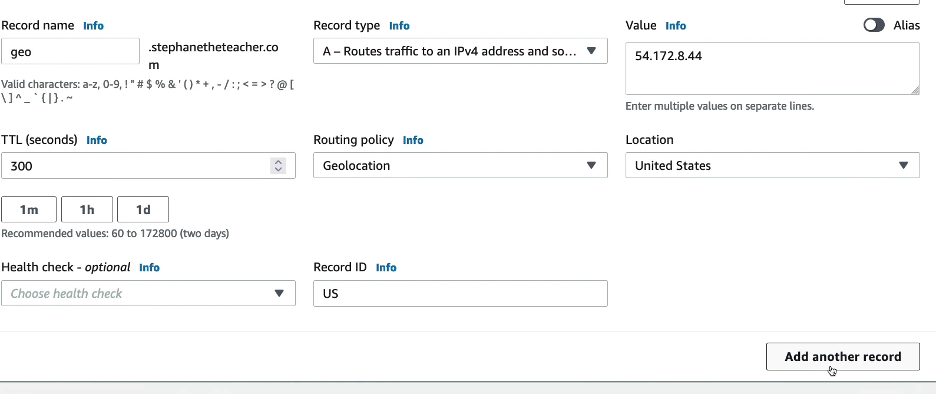 Record name Info
Record type Info
Value Info
Alias
geo
.stephanetheteacher.co
m
A – Routes traffic to an IPv4 address and so...
54.172.8.44
Valid characters: a-z, 0-9, ! " # $ % & ' ( ) * + , - / : ; < = > ? @ [
\ ] ^ _ ` { | } . ~
Enter multiple values on separate lines.
TTL (seconds) Info
Routing policy Info
Location
300
Geolocation
United States
1m
1h
1d
Recommended values: 60 to 172800 (two days)
Health check - optional Info
Record ID Info
Choose health check
US
Add another record